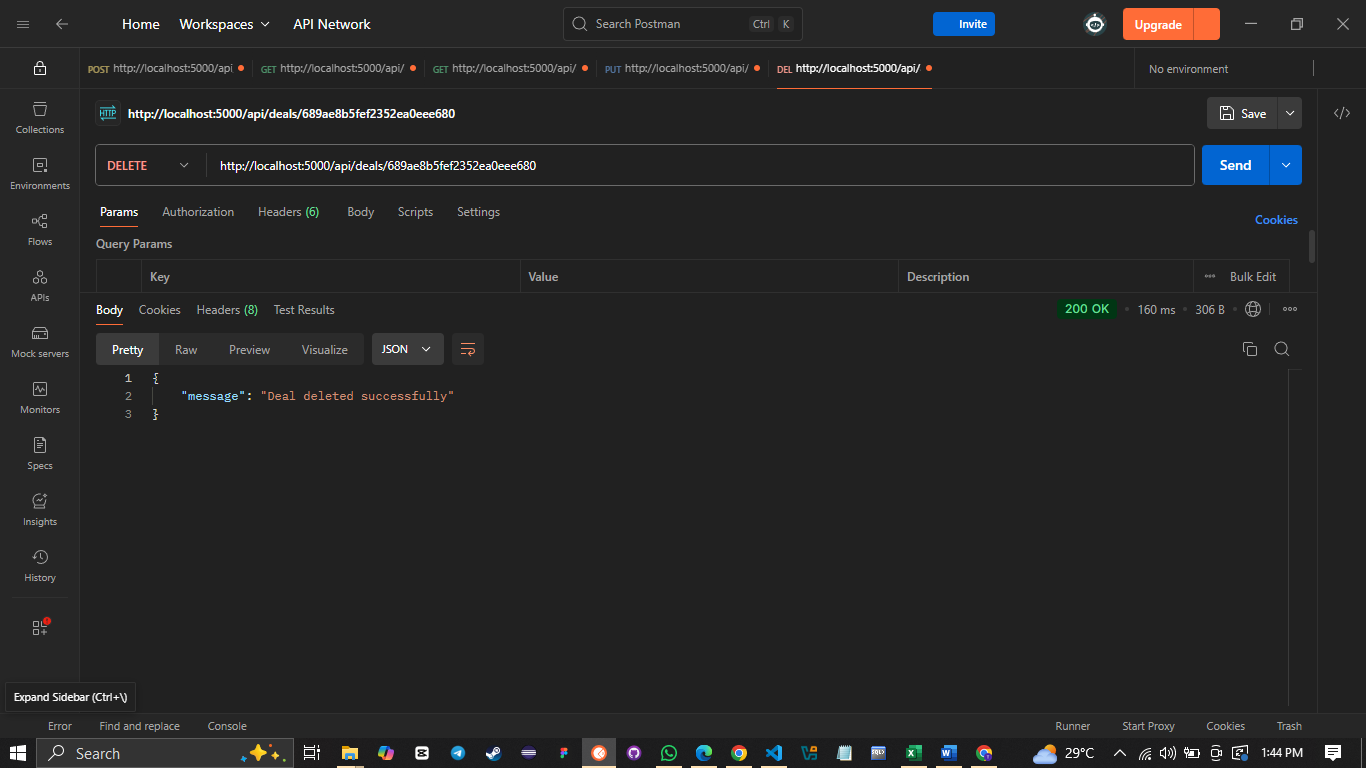 Home Workspaces API Network Search Postman Ctrl K Invite Upgrade
POST http://localhost:5000/api, GET http://localhost:5000/api/ GET http://localhost:5000/api/ PUT http://localhost:5000/api/ DEL http://localhost:5000/api/ No environment
HTTP http://localhost:5000/api/deals/689ae8b5fef2352ea0eee680 Save
Collections
DELETE http://localhost:5000/api/deals/689ae8b5fef2352ea0eee680 Send
Environments
Params Authorization Headers (6) Body Scripts Settings Cookies
Flows
Query Params
Key Value Description Bulk Edit
APIs
Body Cookies Headers (8) Test Results 200 OK 160 ms 306 B
Mock servers
Pretty Raw Preview Visualize JSON
1 {
2 "message": "Deal deleted successfully"
3 }
Monitors
Specs
Insights
History
Expand Sidebar (Ctrl+\)
Error Find and replace Console Runner Start Proxy Cookies Trash
Search 29°C 1:44 PM